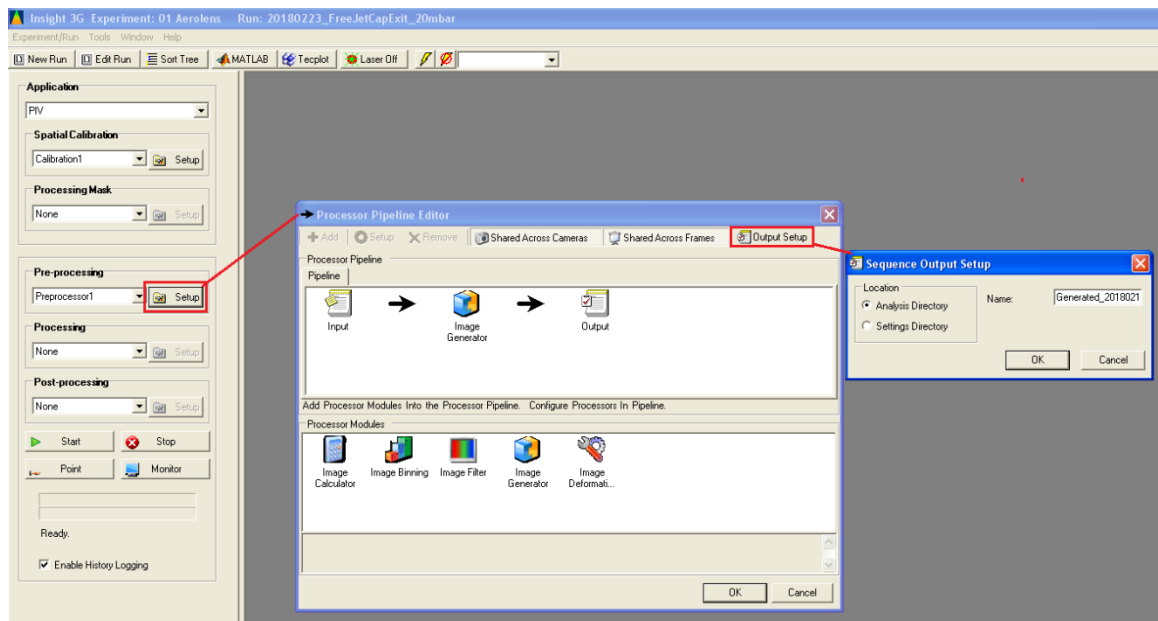 Insight 3G Experiment: 01 Aerolens Run: 20180223_FreeJetCapExit_20mbar
Experiment/Run Tools Window Help
New Run Edit Run Sort Tree MATLAB Tecplot Laser Off
Application
PIV
Spatial Calibration
Calibration1 Setup
Processing Mask
None Setup
Pre-processing
Preprocessor1 Setup
Processing
None Setup
Post-processing
None Setup
Start Stop
Point Monitor
Ready.
Enable History Logging
Processor Pipeline Editor
Add Setup Remove Shared Across Cameras Shared Across Frames Output Setup
Processor Pipeline
Pipeline
Input Image Output
Generator
Add Processor Modules Into the Processor Pipeline. Configure Processors In Pipeline.
Processor Modules
Image Image Binning Image Filter Image Image
Calculator Generator Deformati...
OK Cancel
Sequence Output Setup
Location
Analysis Directory Name: Generated_2018021
Settings Directory
OK Cancel